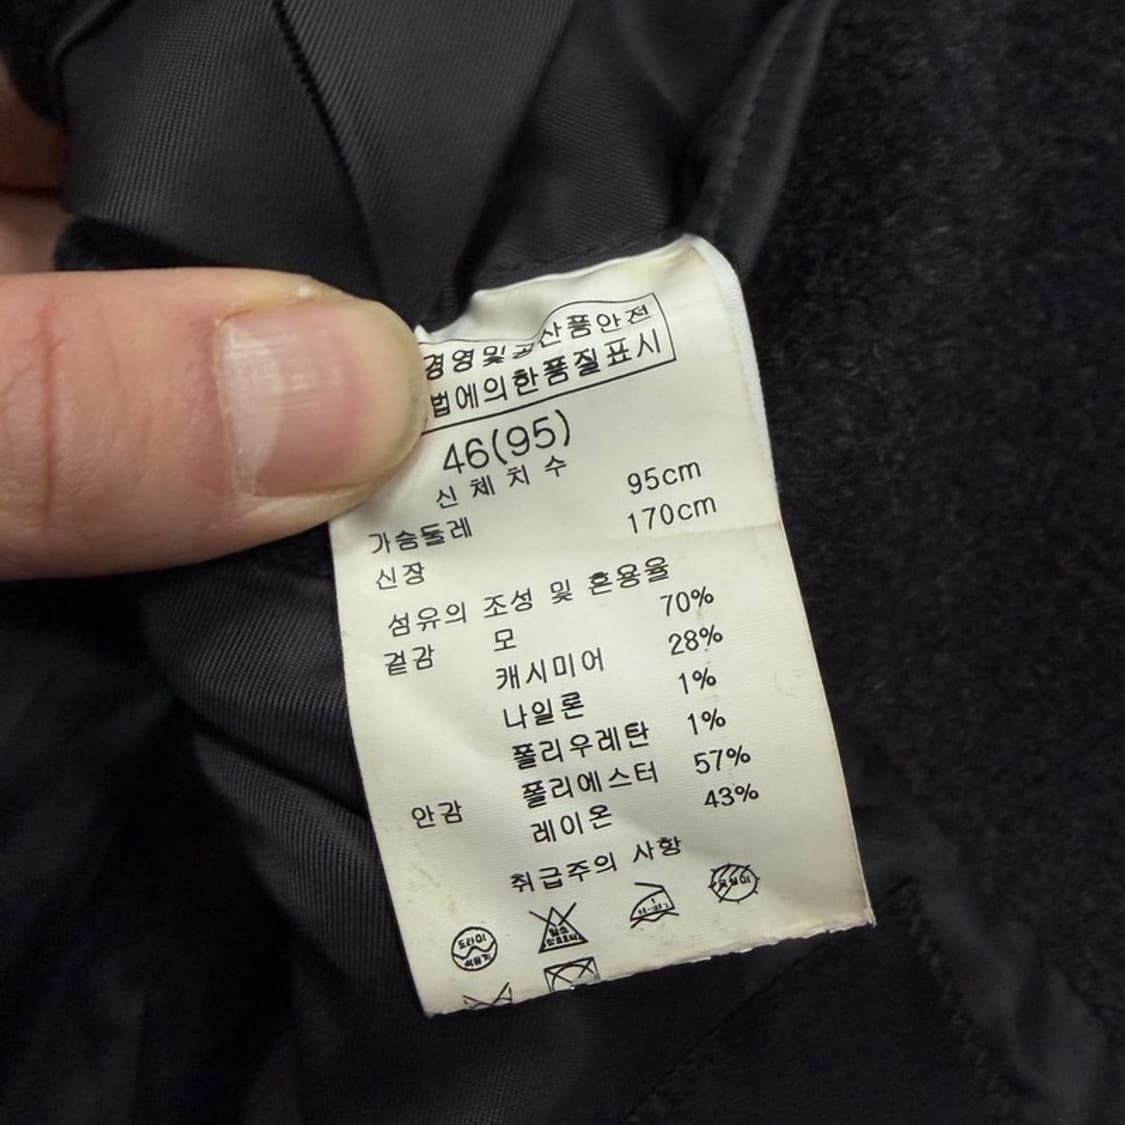 경영및공산품안전
법에의한품질표시
46(95)
신체치수
가슴둘레 95cm
신장 170cm
섬유의 조성 및 혼용율
겉감 모 70%
캐시미어 28%
나일론 1%
폴리우레탄 1%
안감 폴리에스터 57%
레이온 43%
취급주의 사항